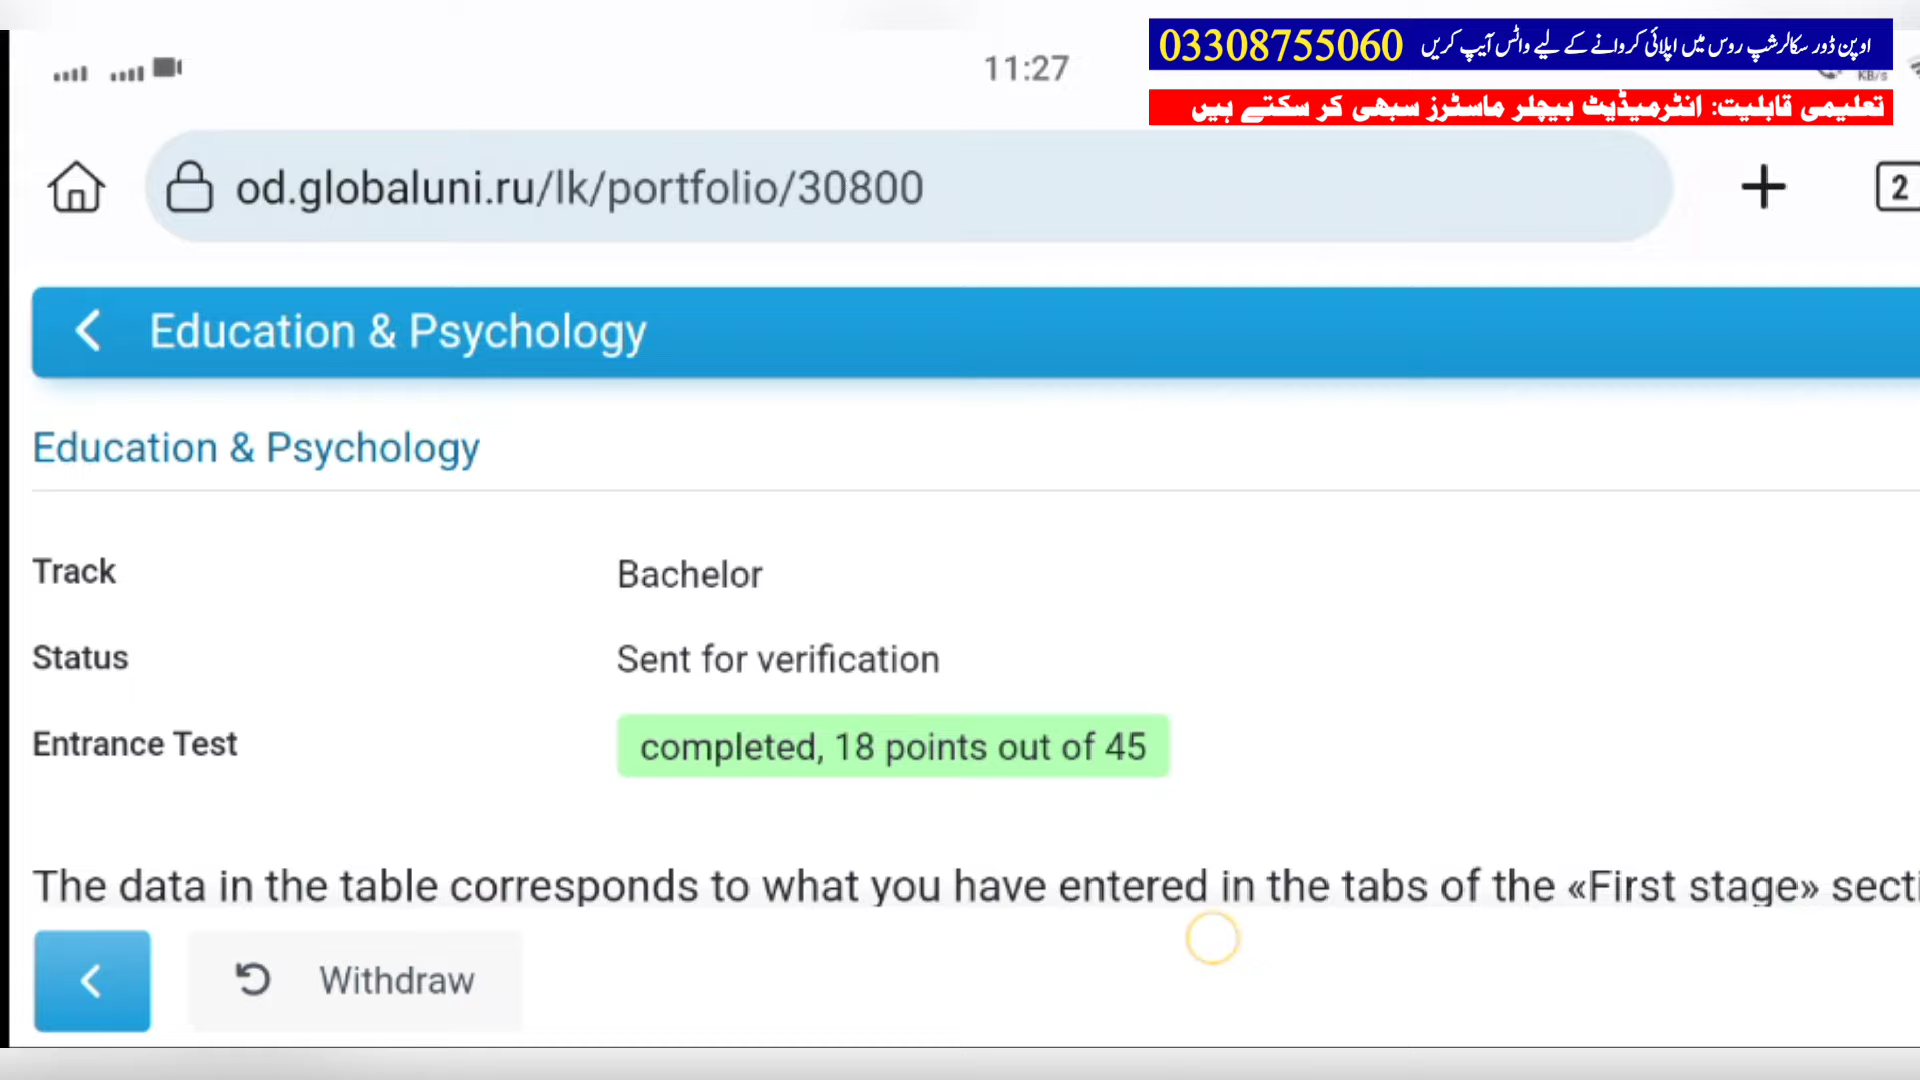 03308755060 اوپن ڈور سکالرشپ روس میں اپلائی کروانے کے لیے واٹس آیپ کریں
11:27
KB/s
تعلیمی قابلیت: انٹرمیڈیٹ بیچلر ماسٹرز سبھی کر سکتے ہیں
od.globaluni.ru/lk/portfolio/30800
2
Education & Psychology
Education & Psychology
Track Bachelor
Status Sent for verification
Entrance Test completed, 18 points out of 45
The data in the table corresponds to what you have entered in the tabs of the «First stage» secti
Withdraw